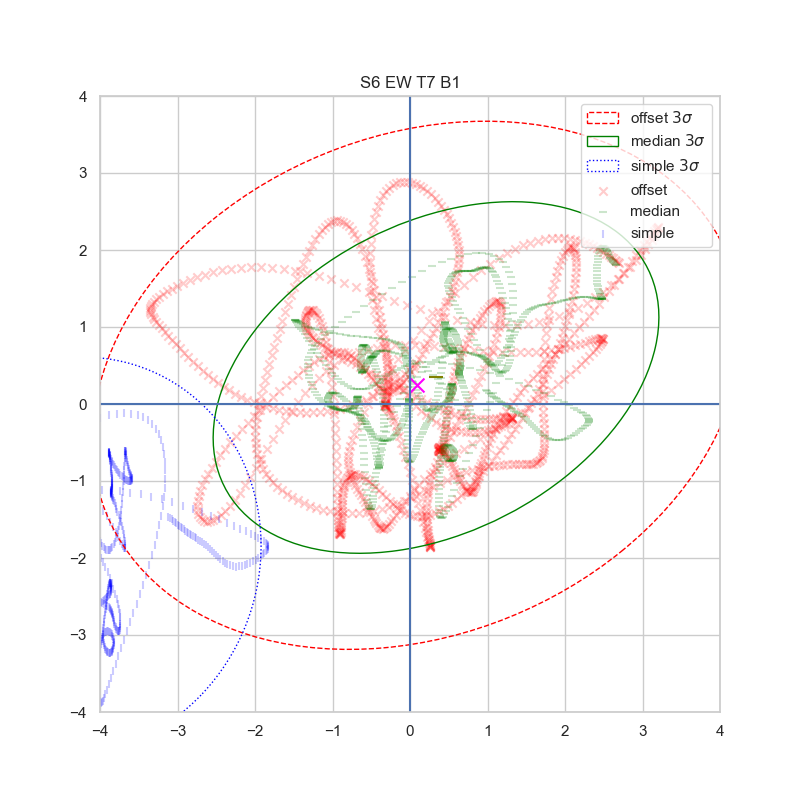 S6 EW T7 B1
offset 3σ
median 3σ
simple 3σ
offset
median
simple
4
3
2
1
0
−1
−2
−3
−4
−4 −3 −2 −1 0 1 2 3 4